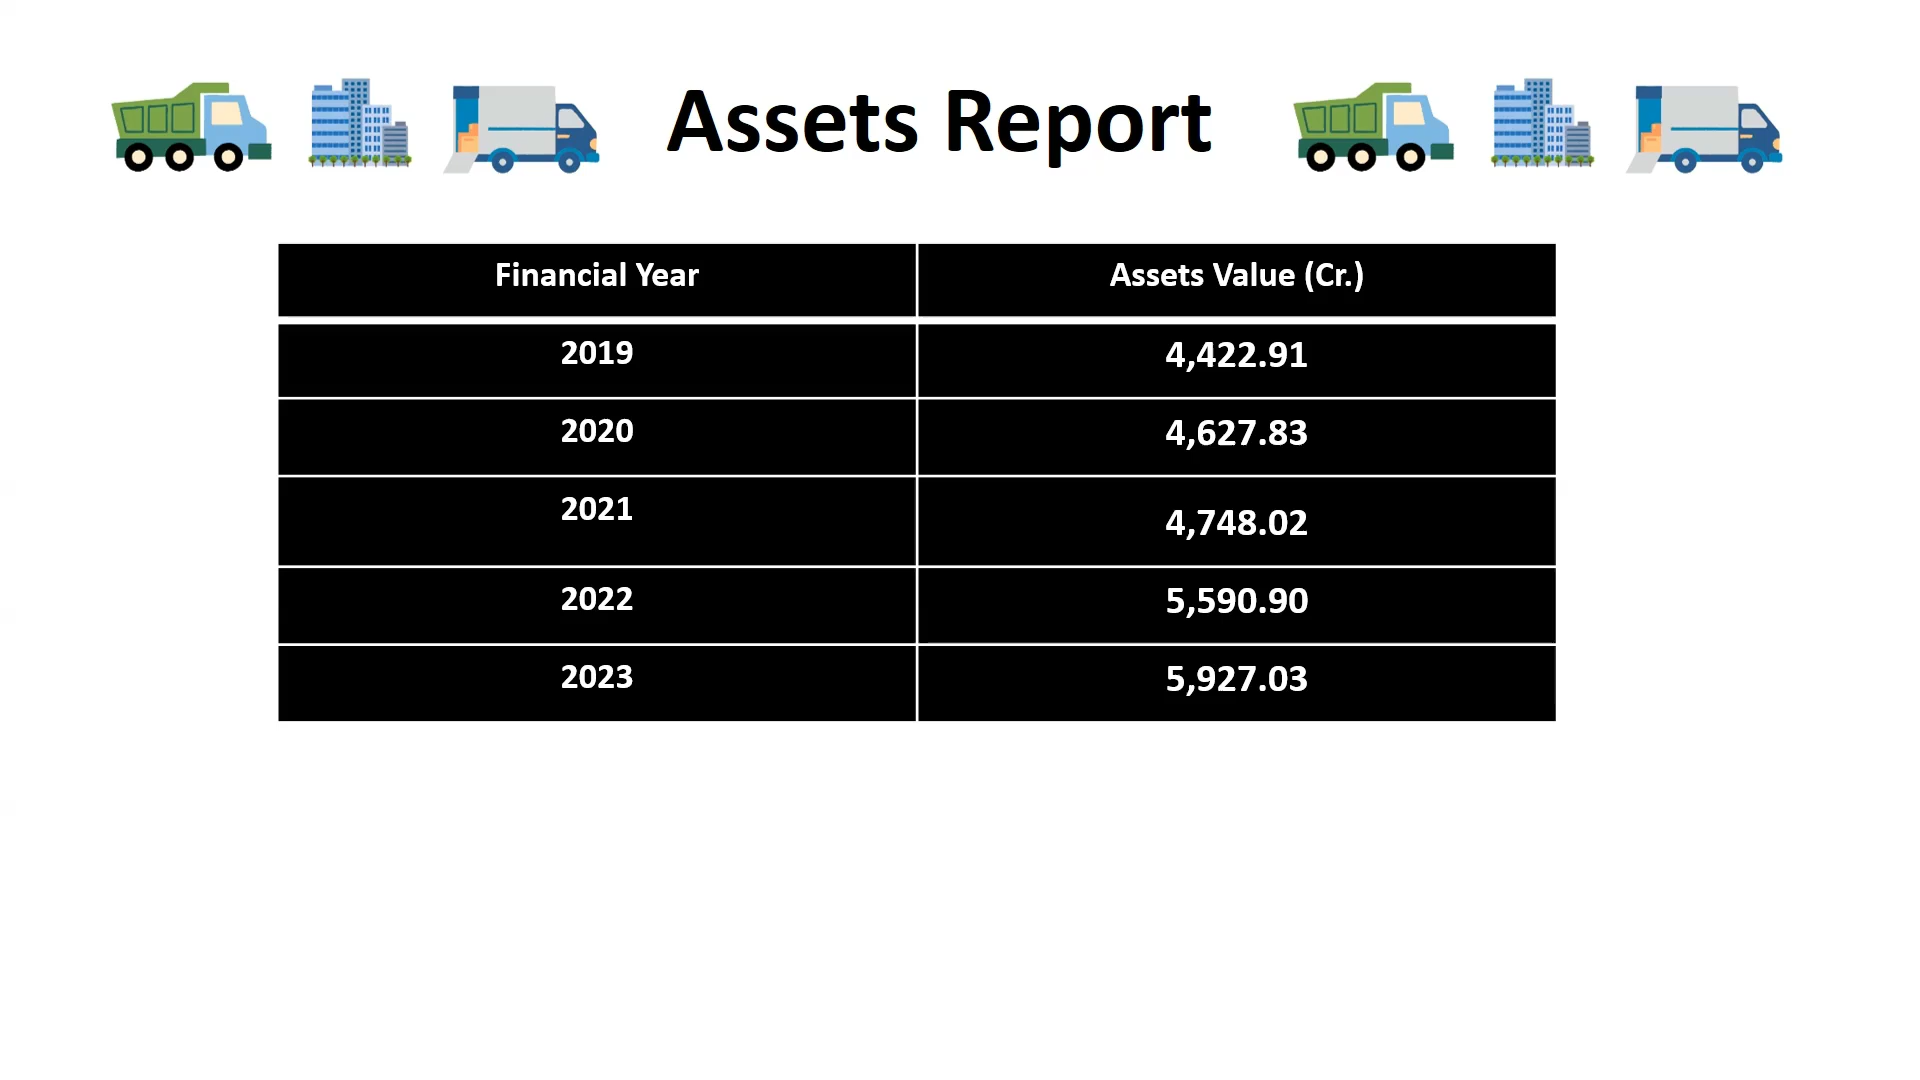 Assets Report
Financial Year Assets Value (Cr.)
2019 4,422.91
2020 4,627.83
2021 4,748.02
2022 5,590.90
2023 5,927.03